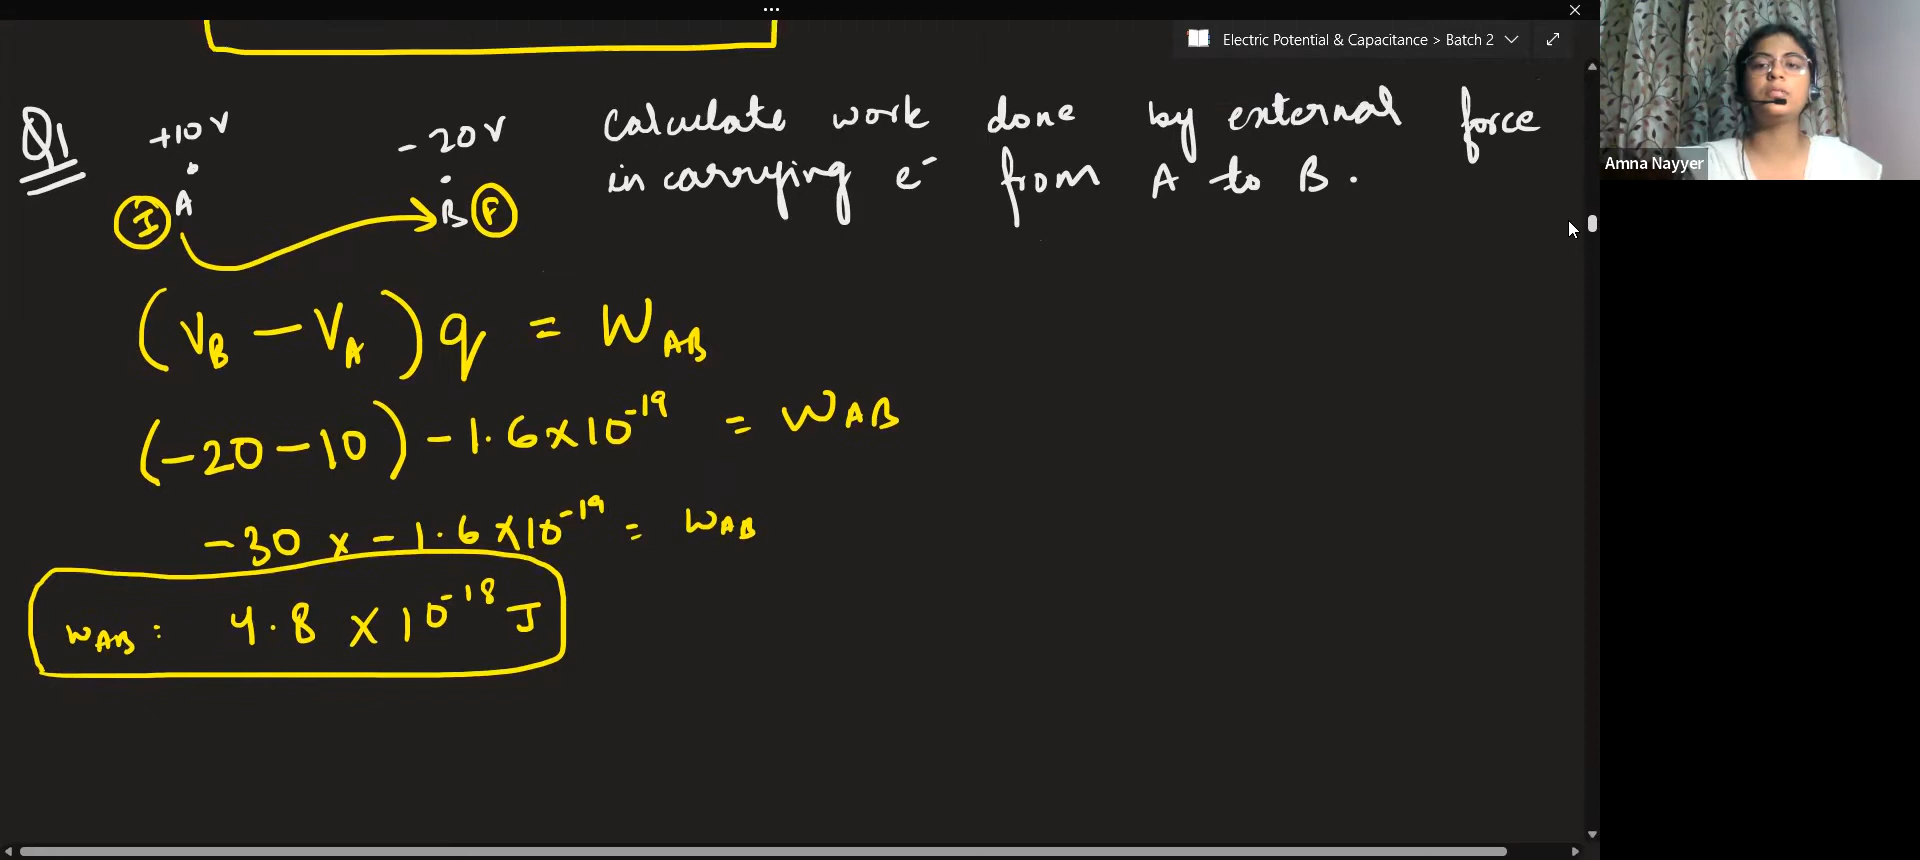 Electric Potential & Capacitance > Batch 2
Amna Nayyer
Q1
+10 V
- 20 V
A
B
I
F
Calculate work done by external force
in carrying e⁻ from A to B.
(V_B - V_A) q = W_AB
(-20 - 10) - 1.6 × 10⁻¹⁹ = W_AB
-30 × - 1.6 × 10⁻¹⁹ = W_AB
W_AB : 4.8 × 10⁻¹⁸ J